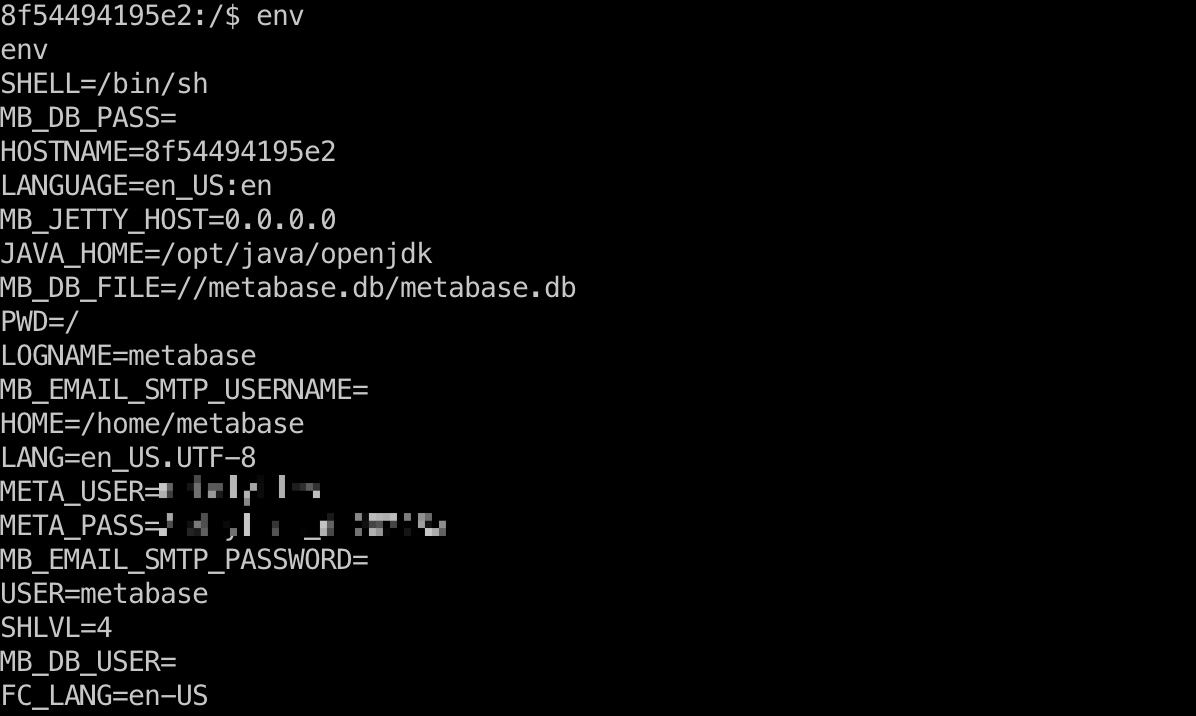 8f54494195e2:/$ env
env
SHELL=/bin/sh
MB_DB_PASS=
HOSTNAME=8f54494195e2
LANGUAGE=en_US:en
MB_JETTY_HOST=0.0.0.0
JAVA_HOME=/opt/java/openjdk
MB_DB_FILE=//metabase.db/metabase.db
PWD=/
LOGNAME=metabase
MB_EMAIL_SMTP_USERNAME=
HOME=/home/metabase
LANG=en_US.UTF-8
META_USER=
META_PASS=
MB_EMAIL_SMTP_PASSWORD=
USER=metabase
SHLVL=4
MB_DB_USER=
FC_LANG=en-US